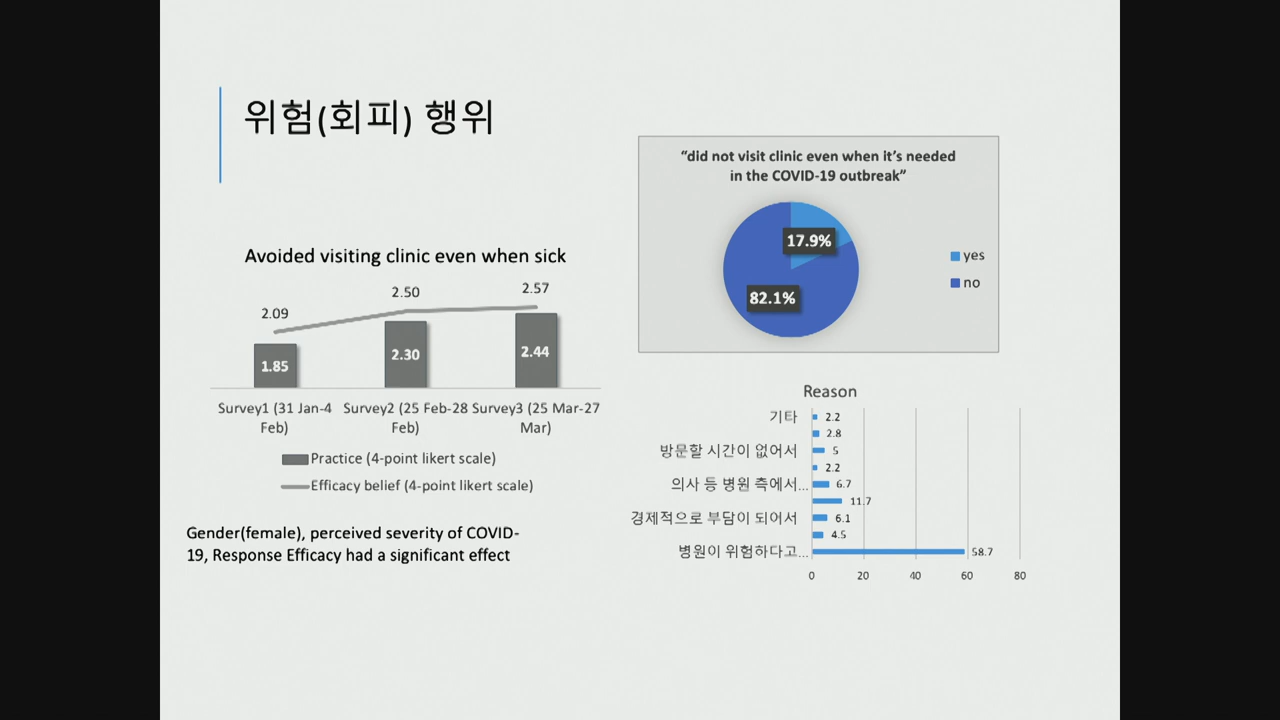 위험(회피) 행위
Avoided visiting clinic even when sick
2.09
2.50
2.57
1.85
2.30
2.44
Survey1 (31 Jan-4
Feb)
Survey2 (25 Feb-28
Feb)
Survey3 (25 Mar-27
Mar)
Practice (4-point likert scale)
Efficacy belief (4-point likert scale)
Gender(female), perceived severity of COVID-
19, Response Efficacy had a significant effect
“did not visit clinic even when it’s needed
in the COVID-19 outbreak”
17.9%
82.1%
yes
no
Reason
기타 2.2
2.8
방문할 시간이 없어서 5
2.2
의사 등 병원 측에서... 6.7
11.7
경제적으로 부담이 되어서 6.1
4.5
병원이 위험하다고... 58.7
0 20 40 60 80